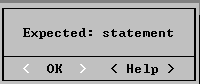 Expected: statement
< OK > < Help >